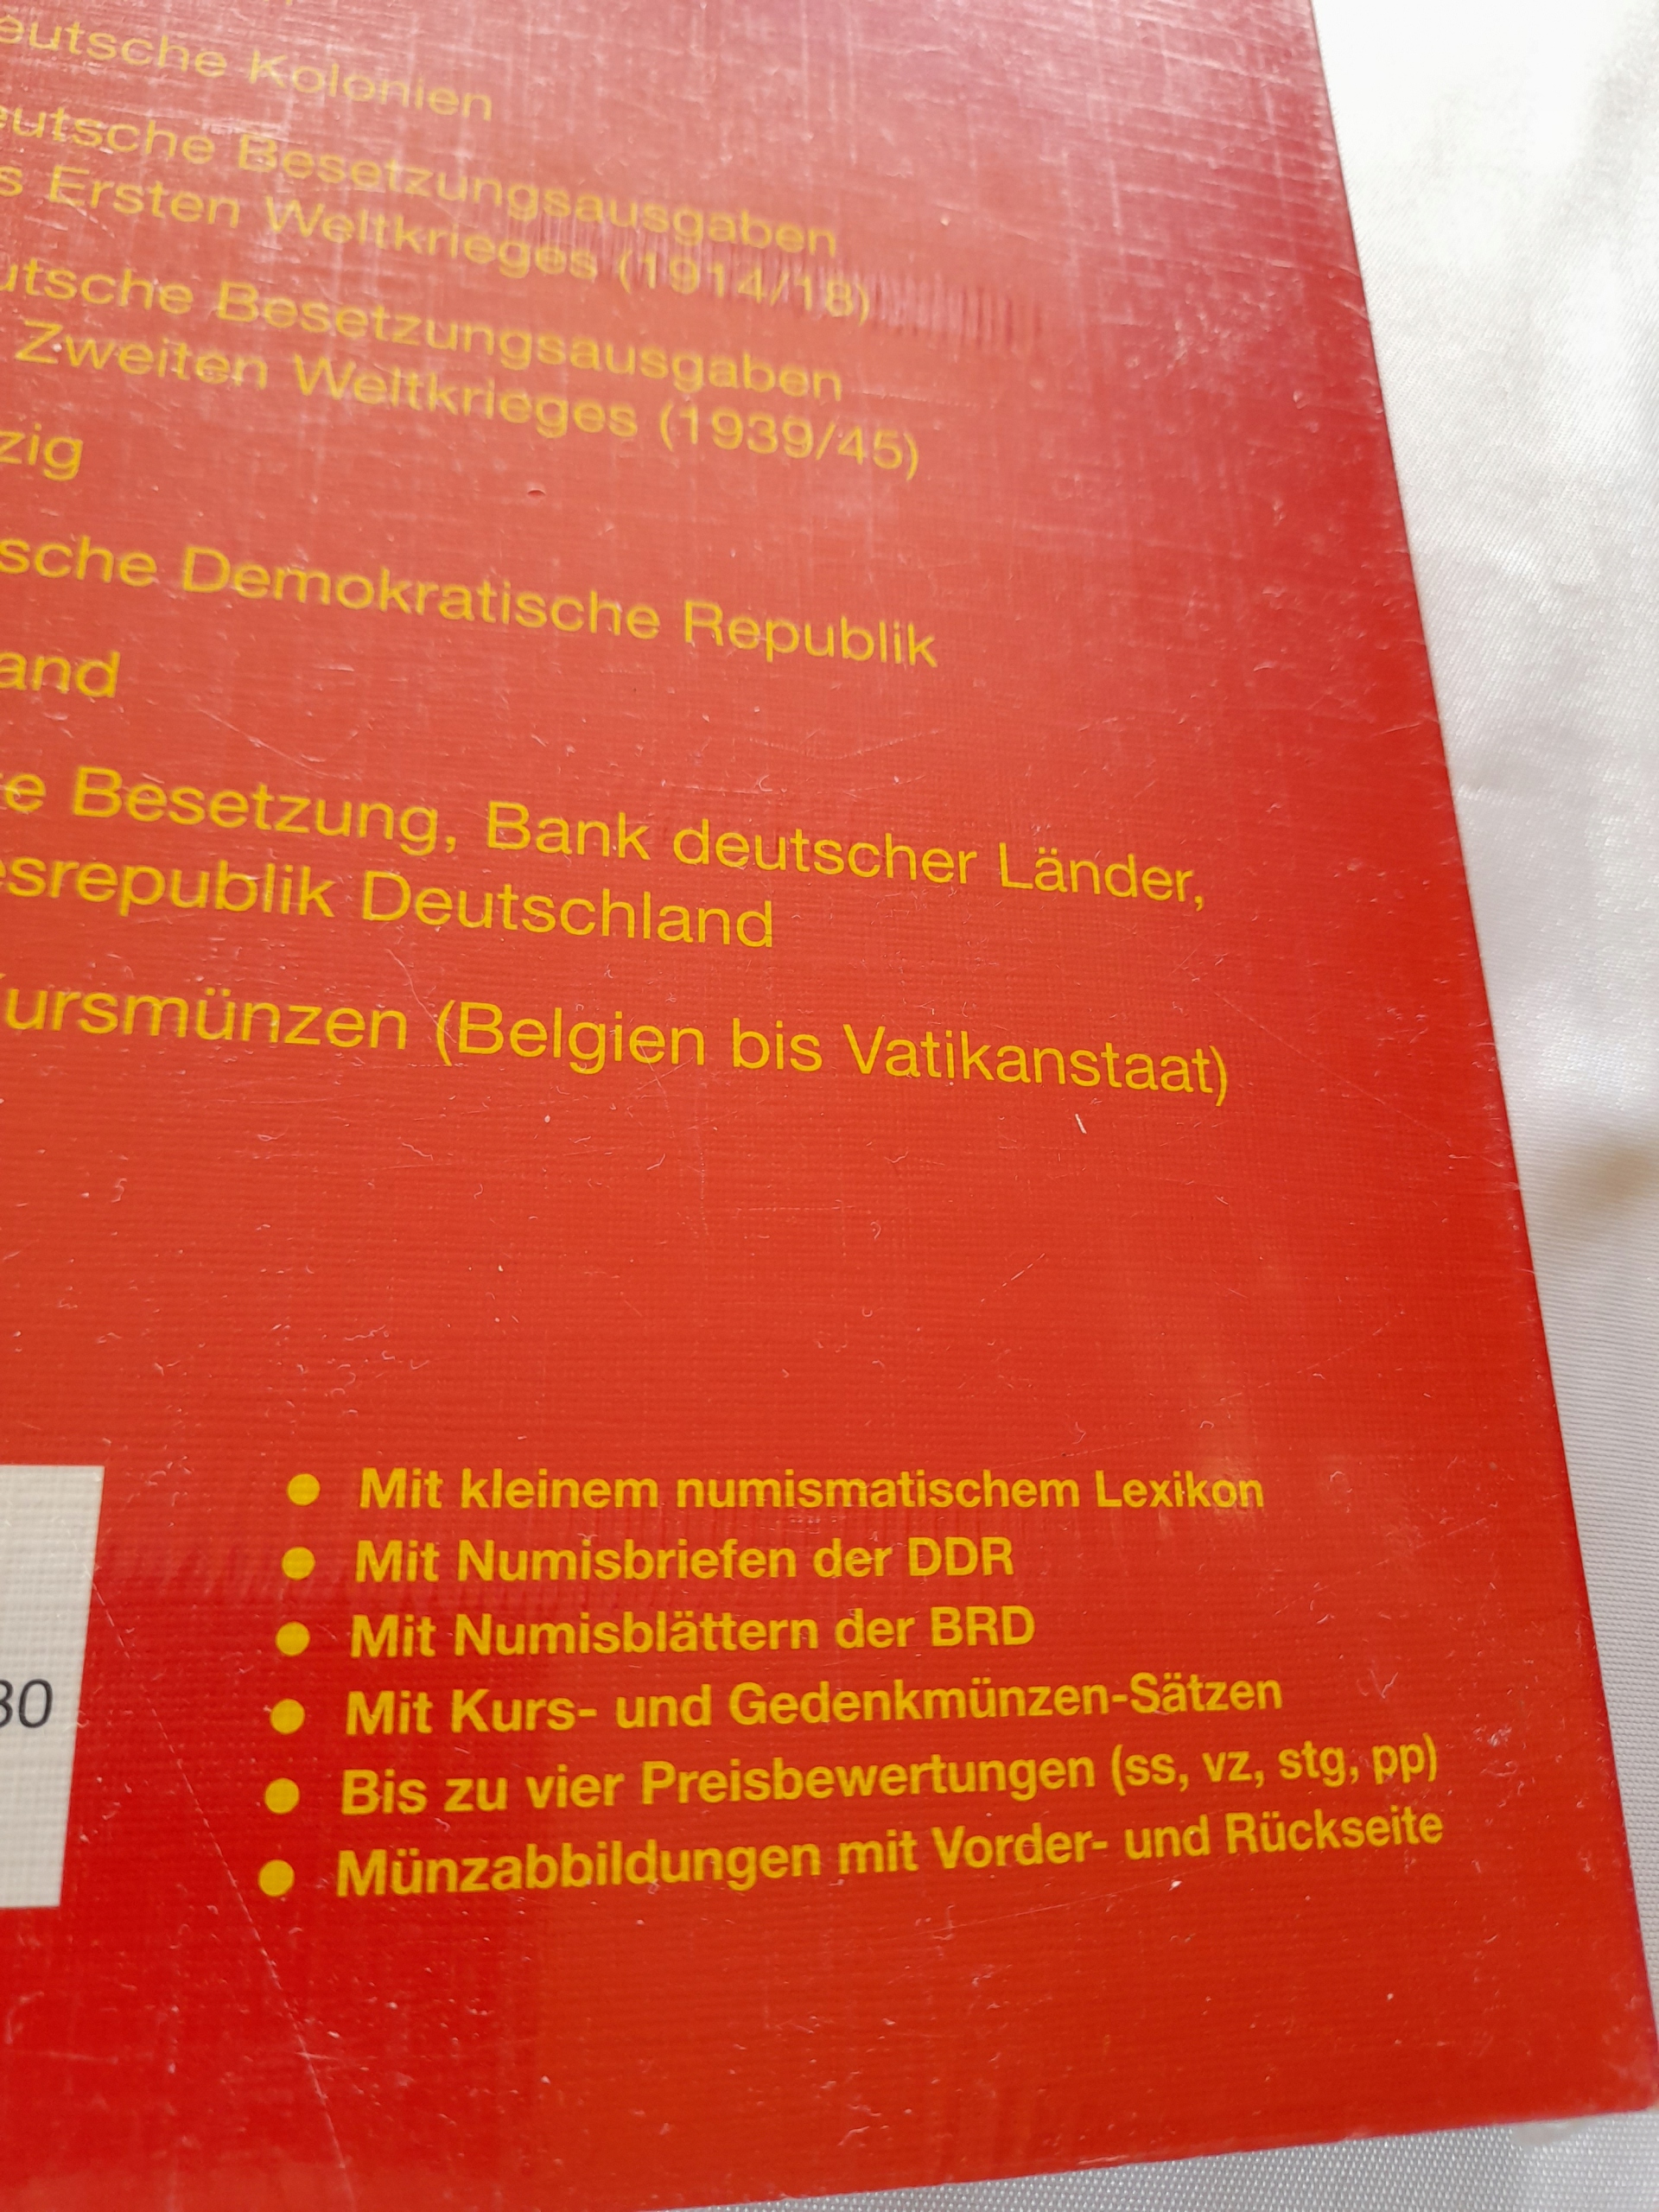 eutsche Kolonien
eutsche Besetzungsausgaben
s Ersten Weltkrieges (1914/18)
utsche Besetzungsausgaben
Zweiten Weltkrieges (1939/45)
zig
sche Demokratische Republik
and
e Besetzung, Bank deutscher Länder,
esrepublik Deutschland
Kursmünzen (Belgien bis Vatikanstaat)
• Mit kleinem numismatischem Lexikon
• Mit Numisbriefen der DDR
• Mit Numisblättern der BRD
• Mit Kurs- und Gedenkmünzen-Sätzen
80
• Bis zu vier Preisbewertungen (ss, vz, stg, pp)
• Münzabbildungen mit Vorder- und Rückseite